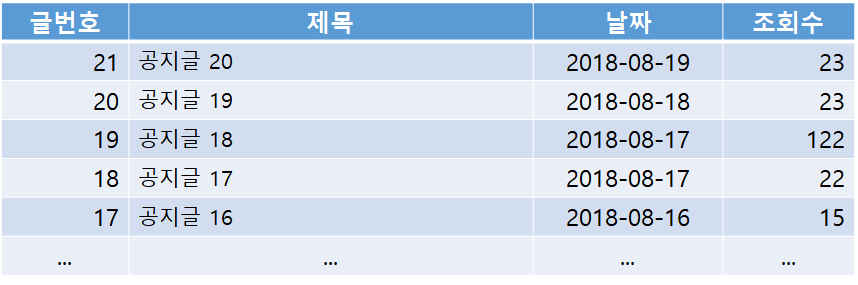 글번호 제목 날짜 조회수
21 공지글 20 2018-08-19 23
20 공지글 19 2018-08-18 23
19 공지글 18 2018-08-17 122
18 공지글 17 2018-08-17 22
17 공지글 16 2018-08-16 15
... ... ... ...